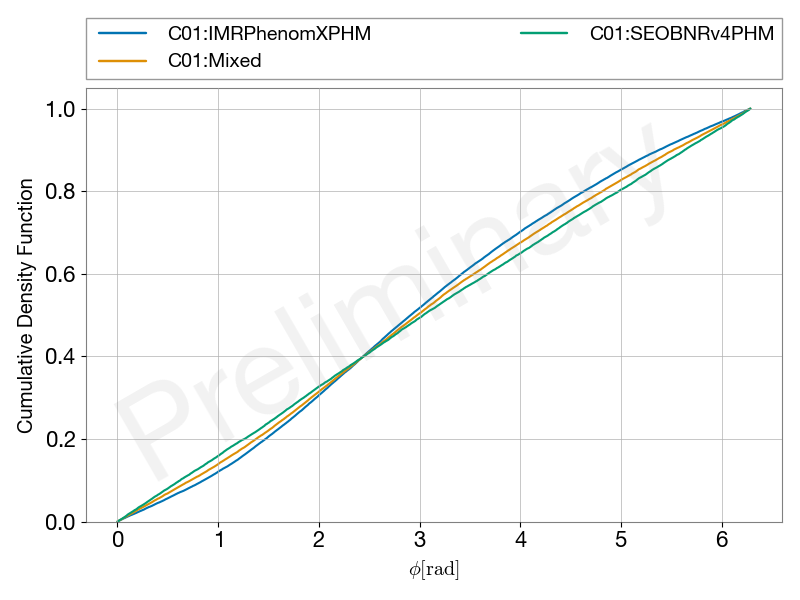 C01:IMRPhenomXPHM
C01:Mixed
C01:SEOBNRv4PHM
Cumulative Density Function
1.0
0.8
0.6
0.4
0.2
0.0
Preliminary
0 1 2 3 4 5 6
ϕ[rad]